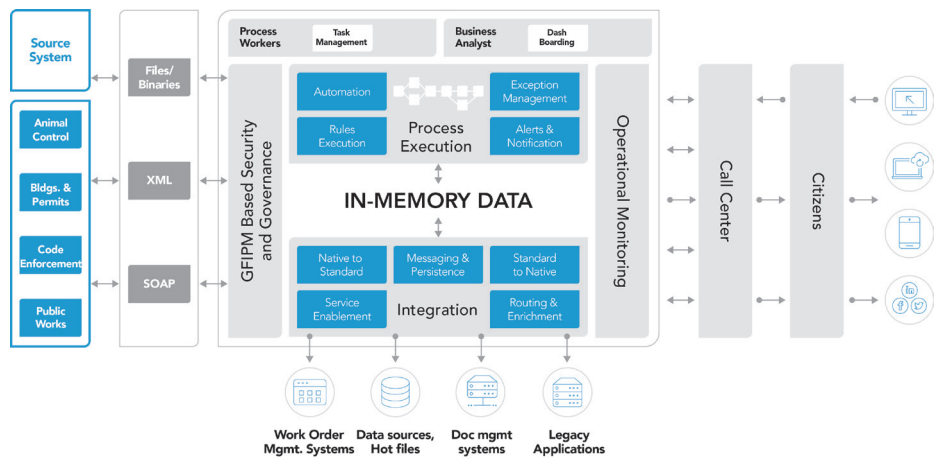 Source
System
Animal
Control
Bldgs. &
Permits
Code
Enforcement
Public
Works
Files/
Binaries
XML
SOAP
Process
Workers
Task
Management
Business
Analyst
Dash
Boarding
GFIPM Based Security
and Governance
Automation
Exception
Management
Rules
Execution
Process
Execution
Alerts &
Notification
IN-MEMORY DATA
Native to
Standard
Messaging &
Persistence
Standard
to Native
Service
Enablement
Integration
Routing &
Enrichment
Operational Monitoring
Call Center
Citizens
in
f
Work Order
Mgmt. Systems
Data sources,
Hot files
Doc mgmt
systems
Legacy
Applications